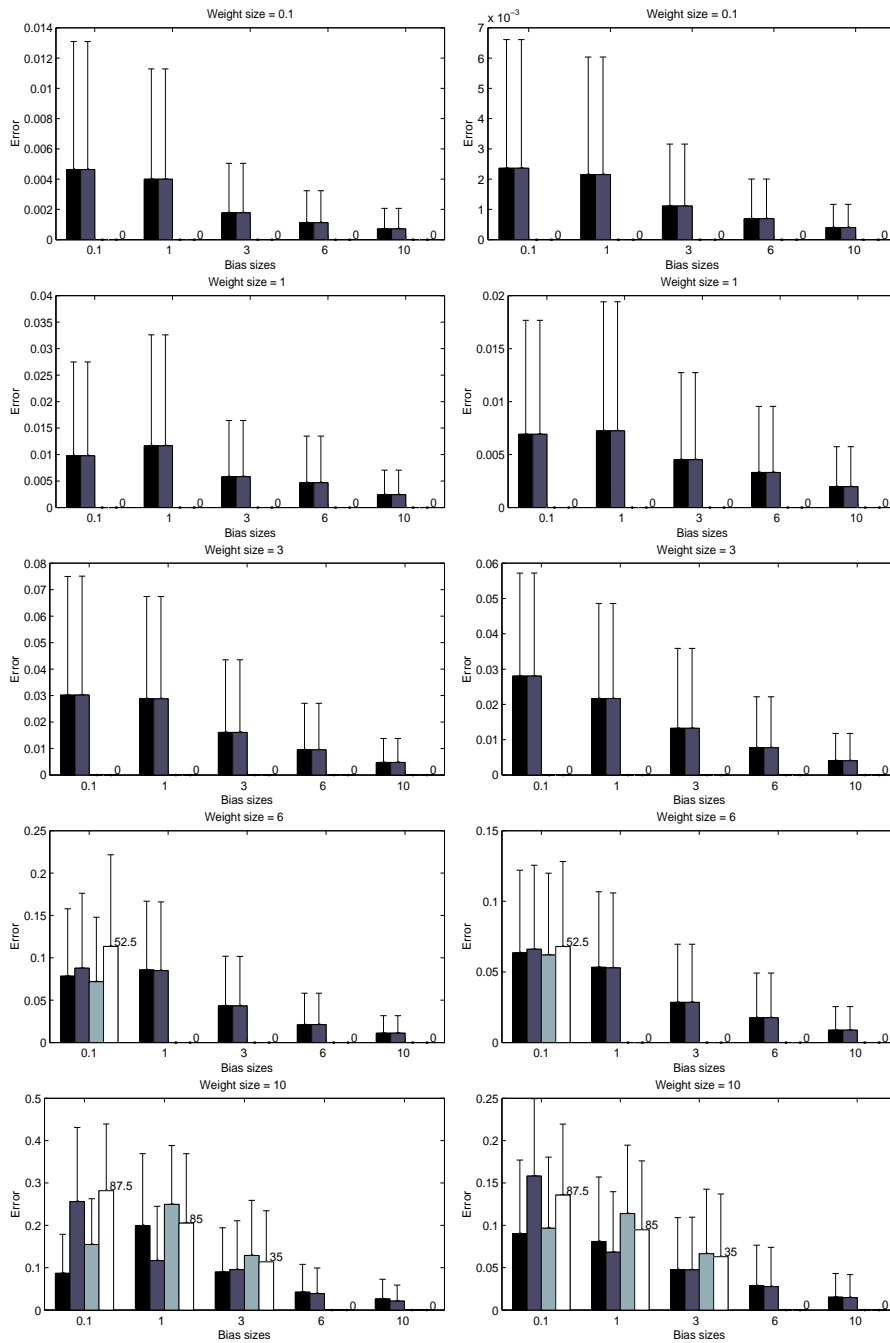 Weight size = 0.1
0.014
0.012
0.01
0.008
0.006
0.004
0.002
0
Error
0 0 0 0 0
0.1 1 3 6 10
Bias sizes
Weight size = 0.1
7 x 10⁻³
6
5
4
3
2
1
0
Error
0 0 0 0 0
0.1 1 3 6 10
Bias sizes
Weight size = 1
0.04
0.035
0.03
0.025
0.02
0.015
0.01
0.005
0
Error
0 0 0 0 0
0.1 1 3 6 10
Bias sizes
Weight size = 1
0.02
0.015
0.01
0.005
0
Error
0 0 0 0 0
0.1 1 3 6 10
Bias sizes
Weight size = 3
0.08
0.07
0.06
0.05
0.04
0.03
0.02
0.01
0
Error
0 0 0 0 0
0.1 1 3 6 10
Bias sizes
Weight size = 3
0.06
0.05
0.04
0.03
0.02
0.01
0
Error
0 0 0 0 0
0.1 1 3 6 10
Bias sizes
Weight size = 6
0.25
0.2
0.15
0.1
0.05
0
Error
52.5 0 0 0 0
0.1 1 3 6 10
Bias sizes
Weight size = 6
0.15
0.1
0.05
0
Error
52.5 0 0 0 0
0.1 1 3 6 10
Bias sizes
Weight size = 10
0.5
0.4
0.3
0.2
0.1
0
Error
87.5 85 35 0 0
0.1 1 3 6 10
Bias sizes
Weight size = 10
0.25
0.2
0.15
0.1
0.05
0
Error
87.5 85 35 0 0
0.1 1 3 6 10
Bias sizes